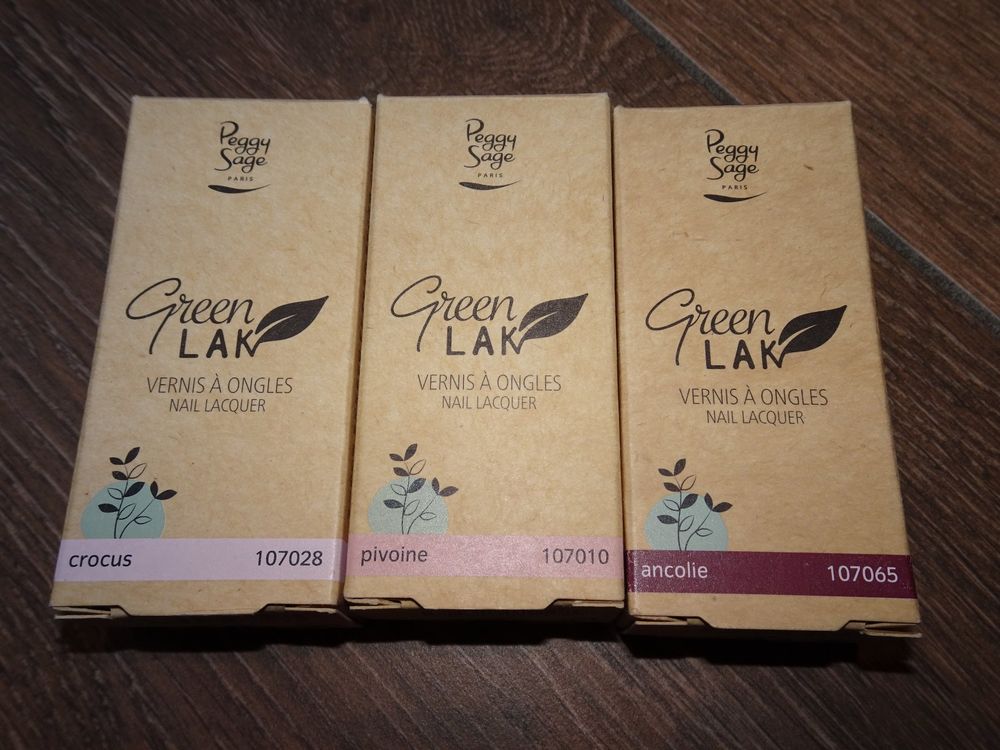 Peggy
Sage
PARIS
Green
LAK
VERNIS À ONGLES
NAIL LACQUER
crocus 107028
Peggy
Sage
PARIS
Green
LAK
VERNIS À ONGLES
NAIL LACQUER
pivoine 107010
Peggy
Sage
PARIS
Green
LAK
VERNIS À ONGLES
NAIL LACQUER
ancolie 107065